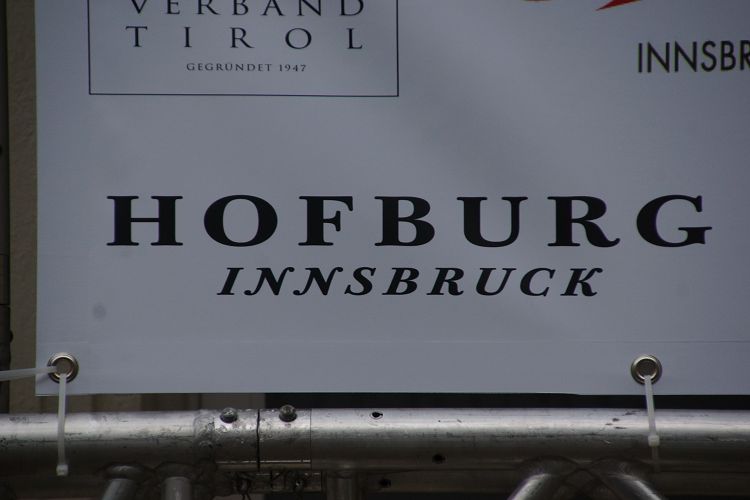 VERBAND
TIROL
GEGRÜNDET 1947
INNSBR
HOFBURG
INNSBRUCK